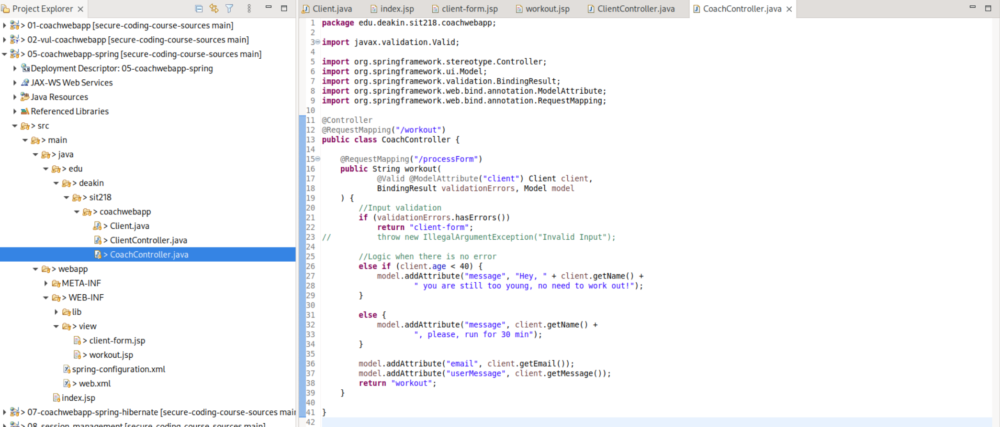 Project Explorer
> 01-coachwebapp [secure-coding-course-sources main]
> 02-vul-coachwebapp [secure-coding-course-sources main]
> 05-coachwebapp-spring [secure-coding-course-sources main]
Deployment Descriptor: 05-coachwebapp-spring
JAX-WS Web Services
Java Resources
Referenced Libraries
> src
> main
> java
> edu
> deakin
> sit218
> coachwebapp
> Client.java
> ClientController.java
> CoachController.java
> webapp
META-INF
> WEB-INF
lib
> view
> client-form.jsp
> workout.jsp
spring-configuration.xml
> web.xml
index.jsp
> 07-coachwebapp-spring-hibernate [secure-coding-course-sources mai
> 08-session-management [secure-coding-course-sources main]
Client.java index.jsp client-form.jsp workout.jsp ClientController.java CoachController.java
1 package edu.deakin.sit218.coachwebapp;
2
3 import javax.validation.Valid;
4
5 import org.springframework.stereotype.Controller;
6 import org.springframework.ui.Model;
7 import org.springframework.validation.BindingResult;
8 import org.springframework.web.bind.annotation.ModelAttribute;
9 import org.springframework.web.bind.annotation.RequestMapping;
10
11 @Controller
12 @RequestMapping("/workout")
13 public class CoachController {
14
15     @RequestMapping("/processForm")
16     public String workout(
17             @Valid @ModelAttribute("client") Client client,
18             BindingResult validationErrors, Model model
19     ) {
20         //Input validation
21         if (validationErrors.hasErrors())
22             return "client-form";
23 //          throw new IllegalArgumentException("Invalid Input");
24
25         //Logic when there is no error
26         else if (client.age < 40) {
27             model.addAttribute("message", "Hey, " + client.getName() +
28                     " you are still too young, no need to work out!");
29         }
30
31         else {
32             model.addAttribute("message", client.getName() +
33                     ", please, run for 30 min");
34         }
35
36         model.addAttribute("email", client.getEmail());
37         model.addAttribute("userMessage", client.getMessage());
38         return "workout";
39     }
40
41 }
42